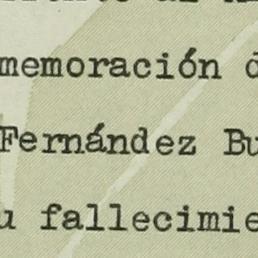 memoración d
Fernández Bu
u fallecimie